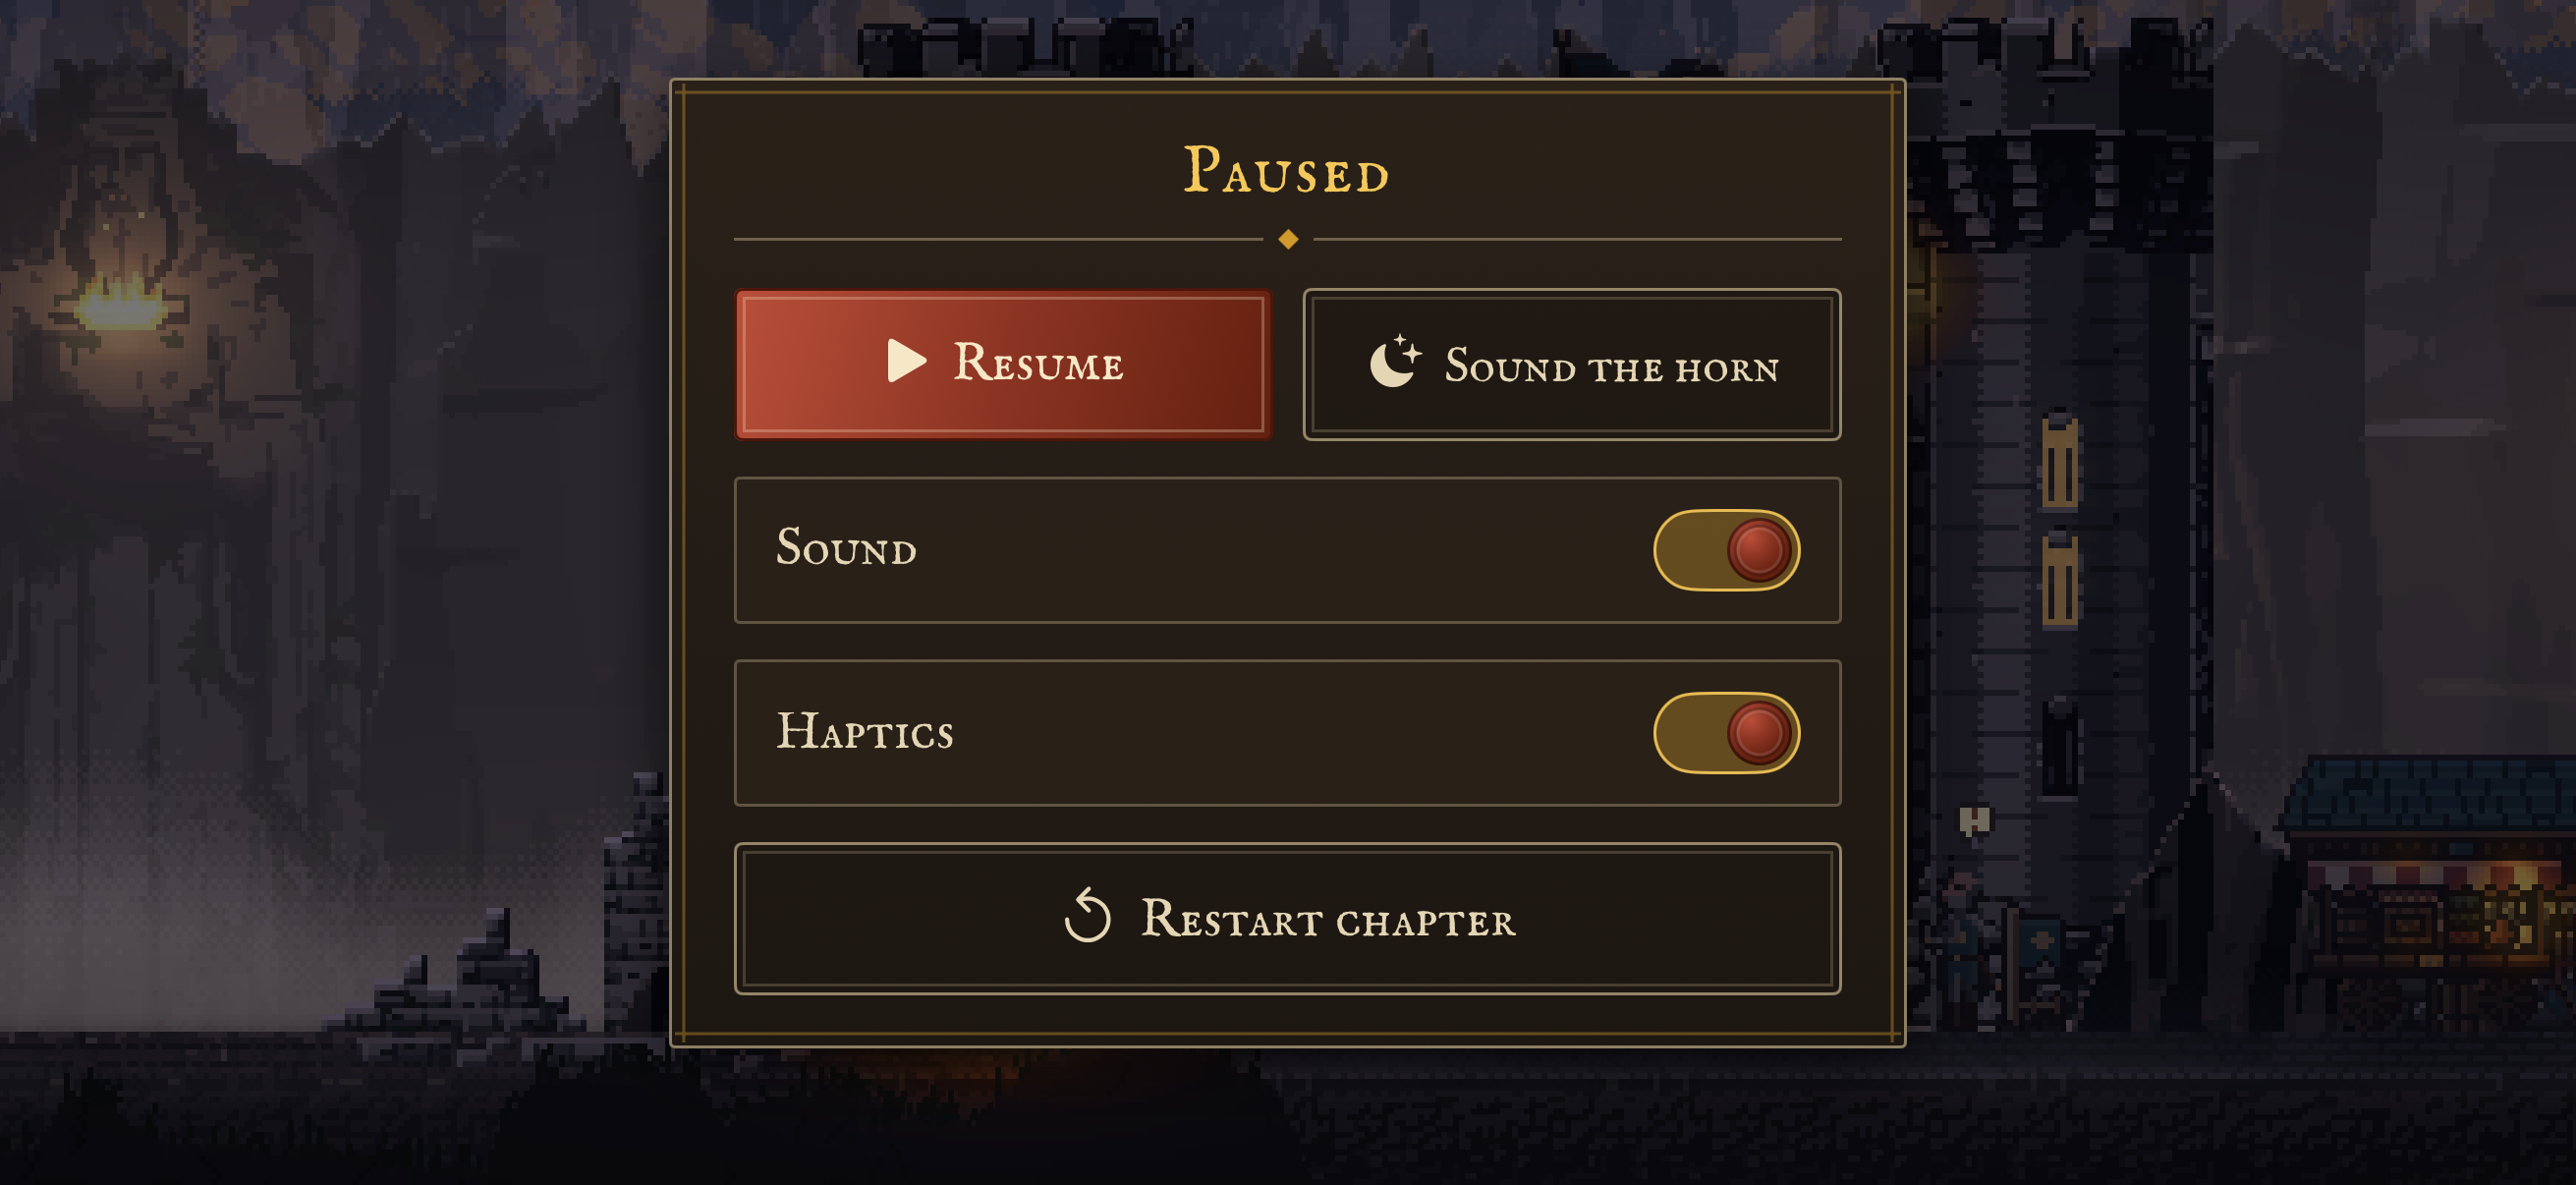 Paused
Resume
Sound the horn
Sound
Haptics
Restart chapter